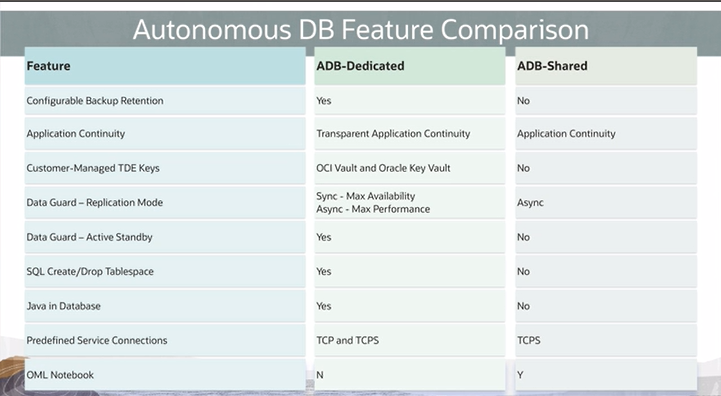 Autonomous DB Feature Comparison
Feature ADB-Dedicated ADB-Shared
Configurable Backup Retention Yes No
Application Continuity Transparent Application Continuity Application Continuity
Customer-Managed TDE Keys OCI Vault and Oracle Key Vault No
Data Guard – Replication Mode Sync - Max Availability
Async - Max Performance Async
Data Guard – Active Standby Yes No
SQL Create/Drop Tablespace Yes No
Java in Database Yes No
Predefined Service Connections TCP and TCPS TCPS
OML Notebook N Y